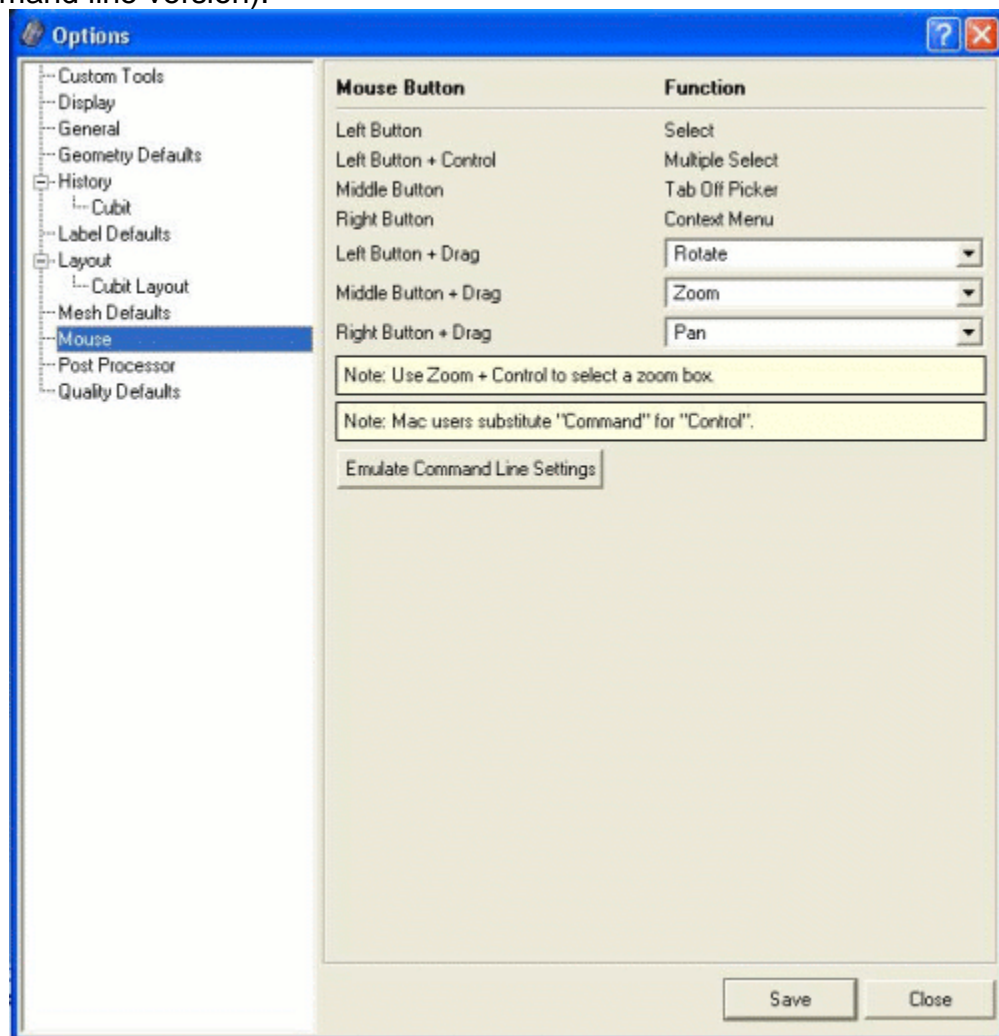 mand line version).
Options
Custom Tools
Display
General
Geometry Defaults
History
Cubit
Label Defaults
Layout
Cubit Layout
Mesh Defaults
Mouse
Post Processor
Quality Defaults
Mouse Button Function
Left Button Select
Left Button + Control Multiple Select
Middle Button Tab Off Picker
Right Button Context Menu
Left Button + Drag Rotate
Middle Button + Drag Zoom
Right Button + Drag Pan
Note: Use Zoom + Control to select a zoom box.
Note: Mac users substitute "Command" for "Control".
Emulate Command Line Settings
Save Close